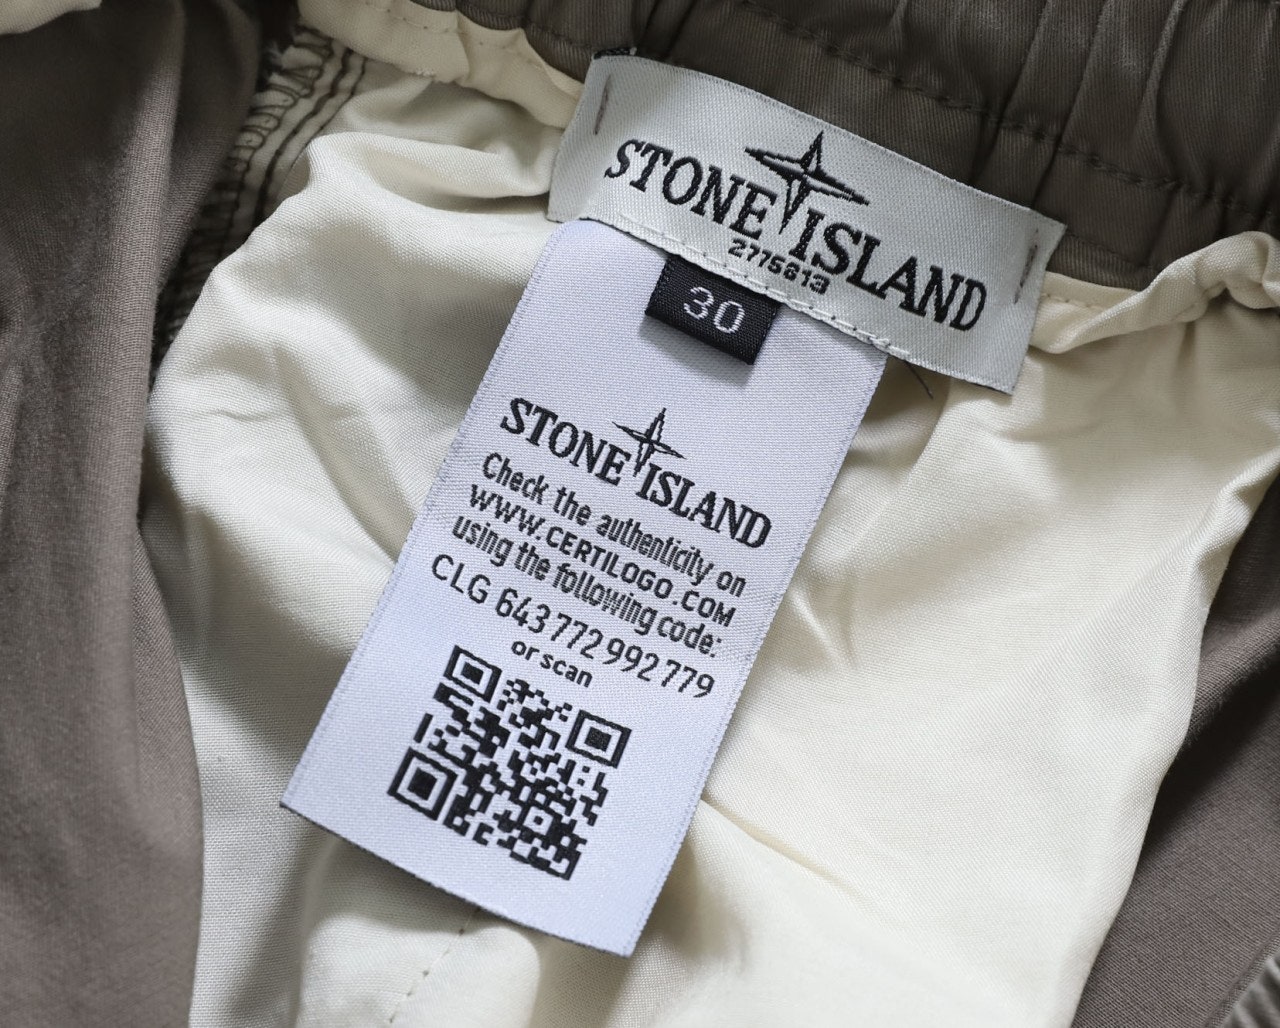 STONE ISLAND
2775813
30
STONE ISLAND
Check the authenticity on
WWW.CERTILOGO.COM
using the following code:
CLG 643 772 992 779
or scan